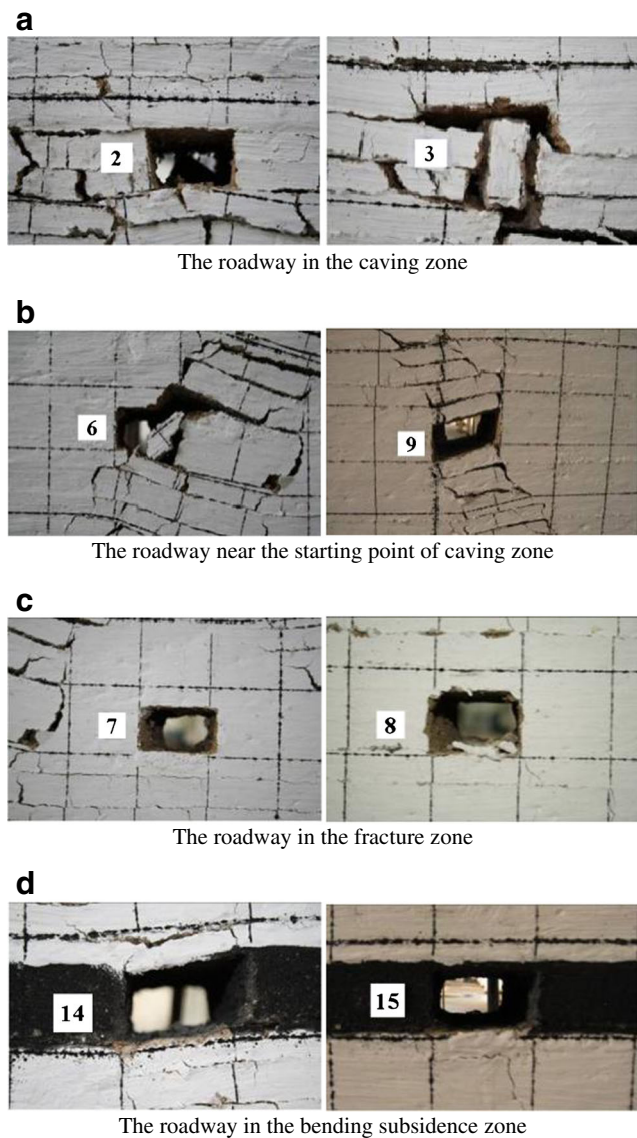 a
2
3
The roadway in the caving zone
b
6
9
The roadway near the starting point of caving zone
c
7
8
The roadway in the fracture zone
d
14
15
The roadway in the bending subsidence zone